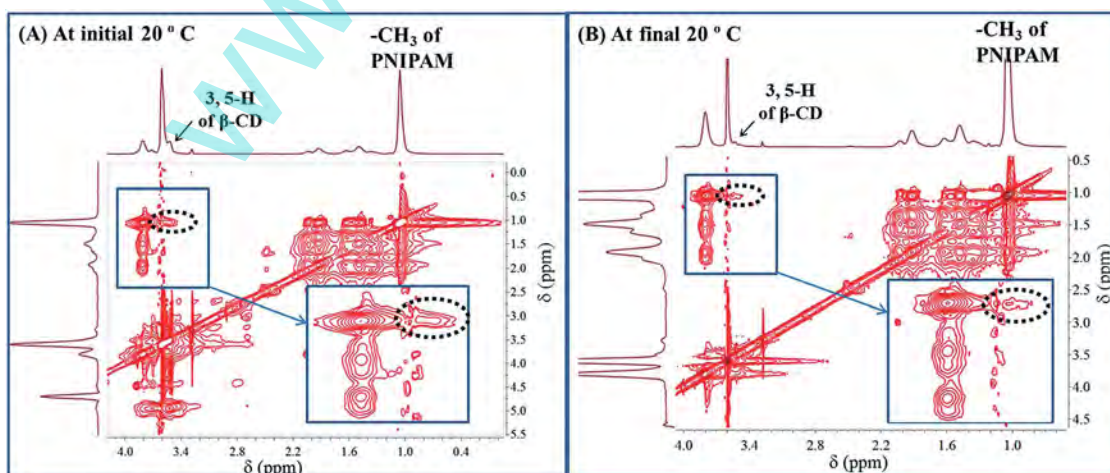 (A) At initial 20 ° C
-CH3 of
PNIPAM
3, 5-H
of β-CD
0.0
0.5
1.0
1.5
2.0
2.5
3.0
3.5
4.0
4.5
5.0
5.5
δ (ppm)
4.0 3.4 2.8 2.2 1.6 1.0 0.4
δ (ppm)
(B) At final 20 ° C
-CH3 of
PNIPAM
3, 5-H
of β-CD
0.5
1.0
1.5
2.0
2.5
3.0
3.5
4.0
4.5
δ (ppm)
4.0 3.4 2.8 2.2 1.6 1.0
δ (ppm)
www